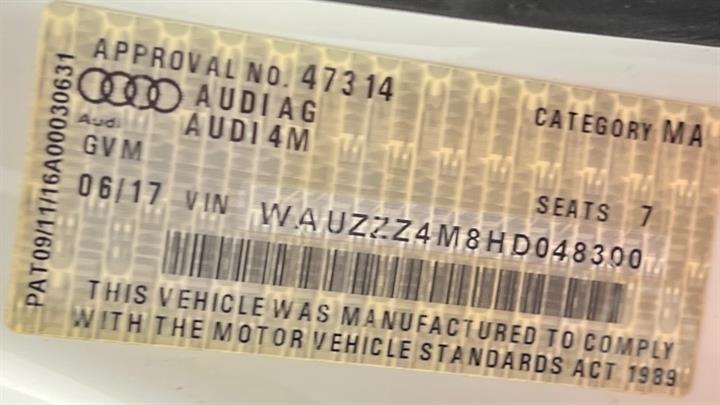 APPROVAL NO. 47314
AUDI AG
CATEGORY MA
Audi
AUDI 4M
GVM
SEATS 7
06/17 VIN WAUZZZ4M8HD048300
THIS VEHICLE WAS MANUFACTURED TO COMPLY
WITH THE MOTOR VEHICLE STANDARDS ACT 1989
PAT09/11/16A00030631